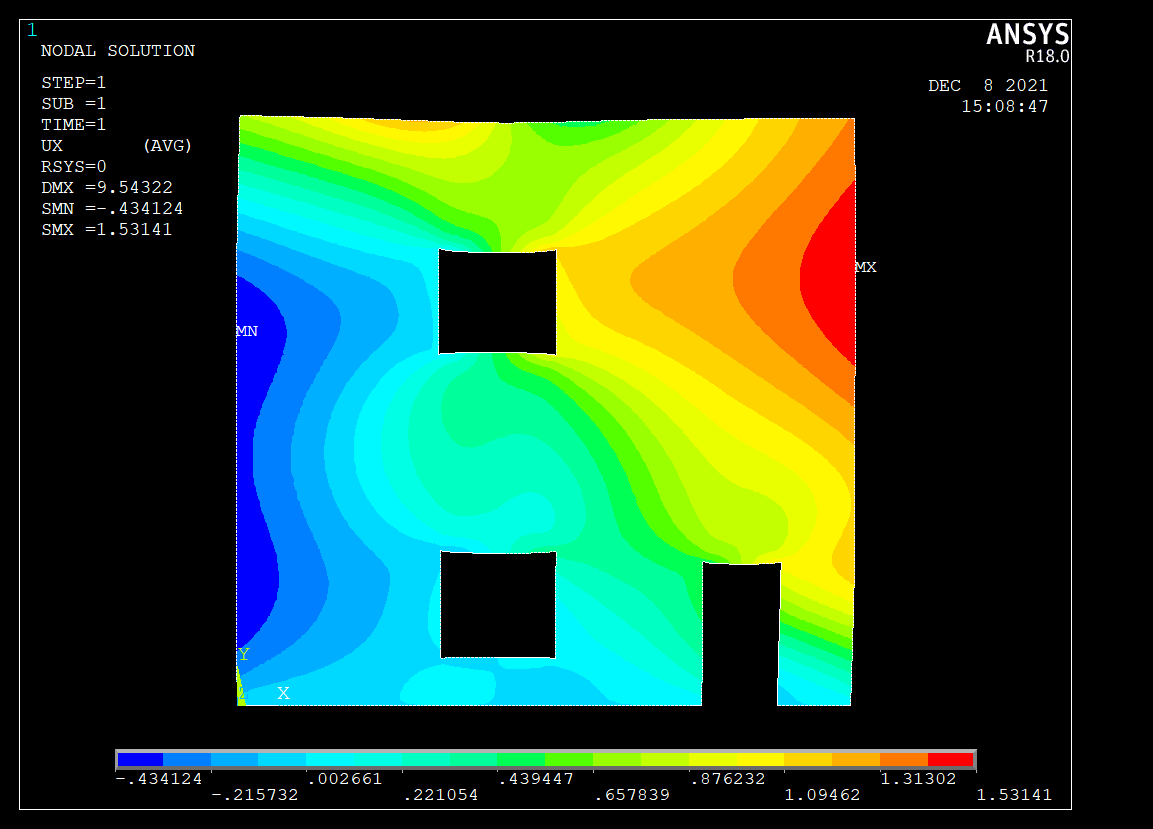 1
ANSYS
R18.0
NODAL SOLUTION
STEP=1
SUB =1
TIME=1
UX (AVG)
RSYS=0
DMX =9.54322
SMN =-.434124
SMX =1.53141
DEC 8 2021
15:08:47
MX
MN
Y
Z X
-.434124 .002661 .439447 .876232 1.31302
-.215732 .221054 .657839 1.09462 1.53141